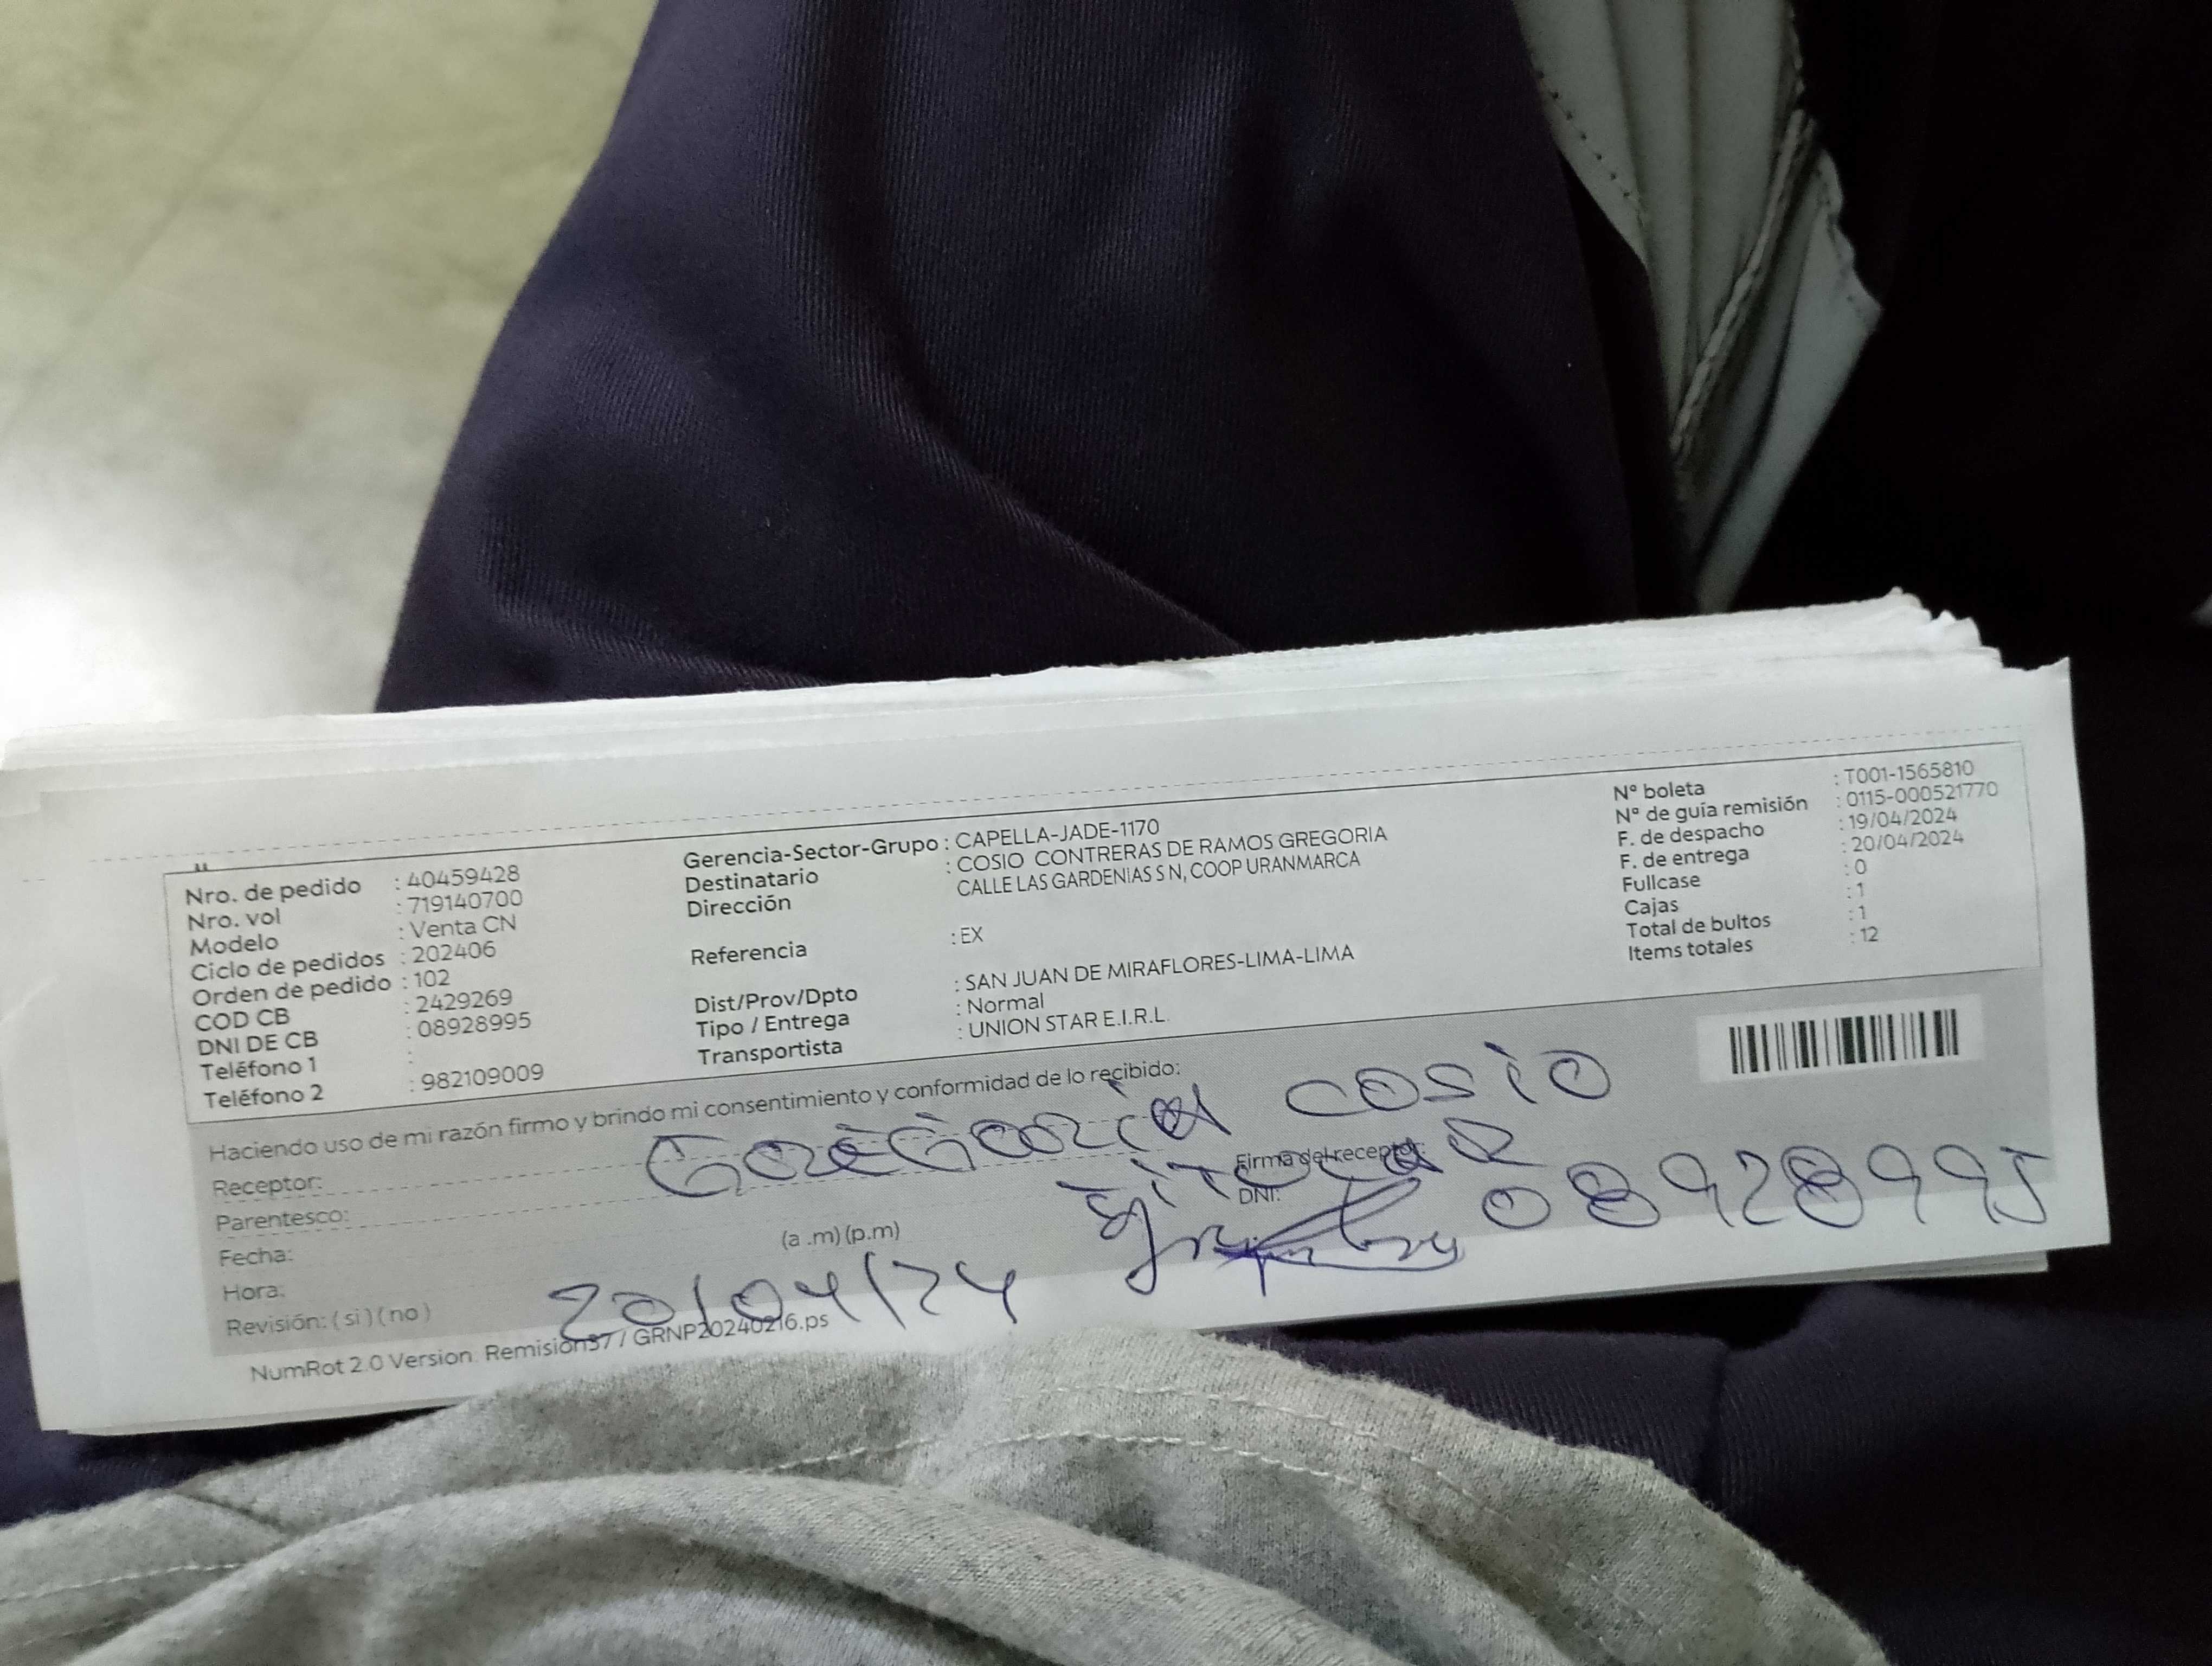 Nro. de pedido : 40459428
Nro. vol : 719140700
Modelo : Venta CN
Ciclo de pedidos : 202406
Orden de pedido : 102
COD CB : 2429269
DNI DE CB : 08928995
Teléfono 1 :
Teléfono 2 : 982109009
Gerencia-Sector-Grupo : CAPELLA-JADE-1170
Destinatario : COSIO CONTRERAS DE RAMOS GREGORIA
Dirección CALLE LAS GARDENIAS S N, COOP URANMARCA
Referencia : EX
Dist/Prov/Dpto : SAN JUAN DE MIRAFLORES-LIMA-LIMA
Tipo / Entrega : Normal
Transportista : UNION STAR E.I.R.L.
N° boleta : T001-1565810
N° de guía remisión : 0115-000521770
F. de despacho : 19/04/2024
F. de entrega : 20/04/2024
Fullcase : 0
Cajas : 1
Total de bultos : 1
Items totales : 12
Haciendo uso de mi razón firmo y brindo mi consentimiento y conformidad de lo recibido:
Receptor: GREGORIA COSIO
Parentesco: TITULAR
Firma del receptor:
DNI: 08928995
Fecha: 20/04/24
Hora: (a .m) (p.m)
Revisión: ( si ) ( no )
NumRot 2.0 Version: Remision37 / GRNP20240216.ps